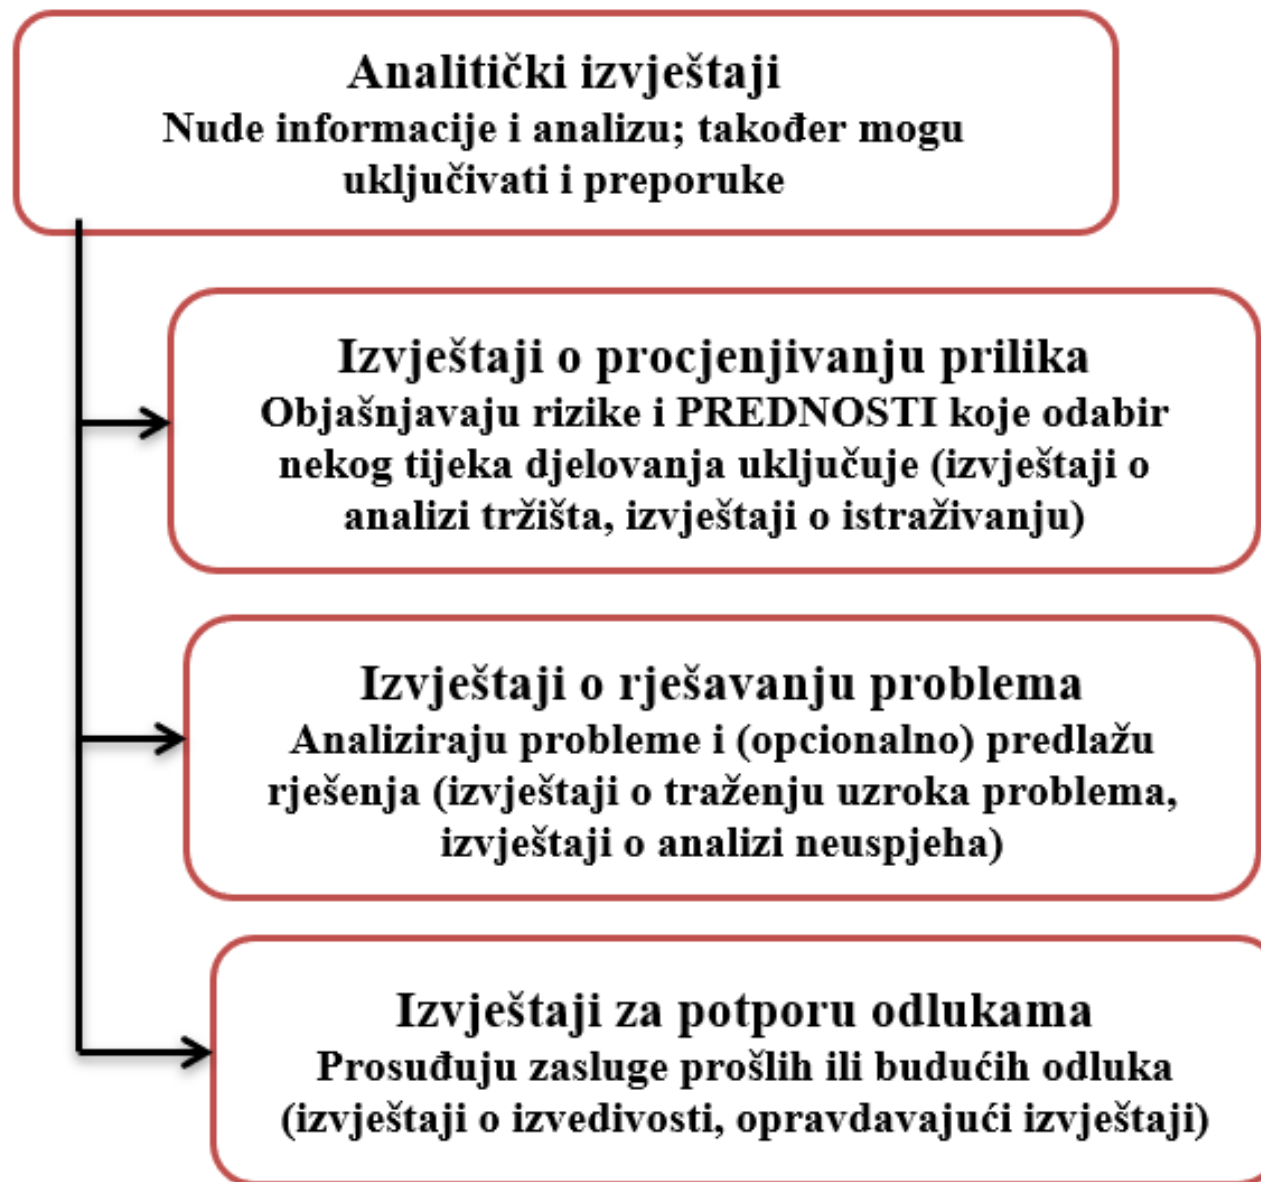 Analitički izvještaji
Nude informacije i analizu; također mogu
uključivati i preporuke
Izvještaji o procjenjivanju prilika
Objašnjavaju rizike i PREDNOSTI koje odabir
nekog tijeka djelovanja uključuje (izvještaji o
analizi tržišta, izvještaji o istraživanju)
Izvještaji o rješavanju problema
Analiziraju probleme i (opcionalno) predlažu
rješenja (izvještaji o traženju uzroka problema,
izvještaji o analizi neuspjeha)
Izvještaji za potporu odlukama
Prosuđuju zasluge prošlih ili budućih odluka
(izvještaji o izvedivosti, opravdavajući izvještaji)